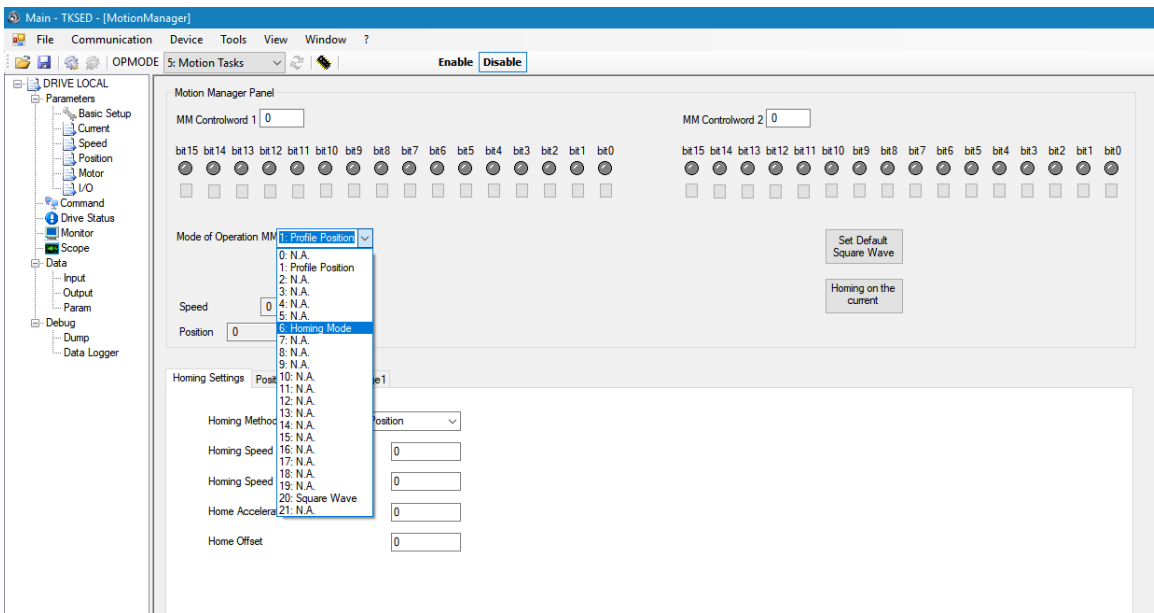 Main - TKSED - [MotionManager]
File Communication Device Tools View Window ?
OPMODE 5: Motion Tasks Enable Disable
DRIVE LOCAL
Parameters
Basic Setup
Current
Speed
Position
Motor
I/O
Command
Drive Status
Monitor
Scope
Data
Input
Output
Param
Debug
Dump
Data Logger
Motion Manager Panel
MM Controlword 1 0
bit15 bit14 bit13 bit12 bit11 bit10 bit9 bit8 bit7 bit6 bit5 bit4 bit3 bit2 bit1 bit0
MM Controlword 2 0
bit15 bit14 bit13 bit12 bit11 bit10 bit9 bit8 bit7 bit6 bit5 bit4 bit3 bit2 bit1 bit0
Mode of Operation MM 1: Profile Position
0: N.A.
1: Profile Position
2: N.A.
3: N.A.
4: N.A.
5: N.A.
6: Homing Mode
7: N.A.
8: N.A.
9: N.A.
10: N.A.
11: N.A.
12: N.A.
13: N.A.
14: N.A.
15: N.A.
16: N.A.
17: N.A.
18: N.A.
19: N.A.
20: Square Wave
21: N.A.
Set Default
Square Wave
Homing on the
current
Speed 0
Position 0
Homing Settings
Homing Method Position
Homing Speed 0
Homing Speed 0
Home 0
Home Offset 0